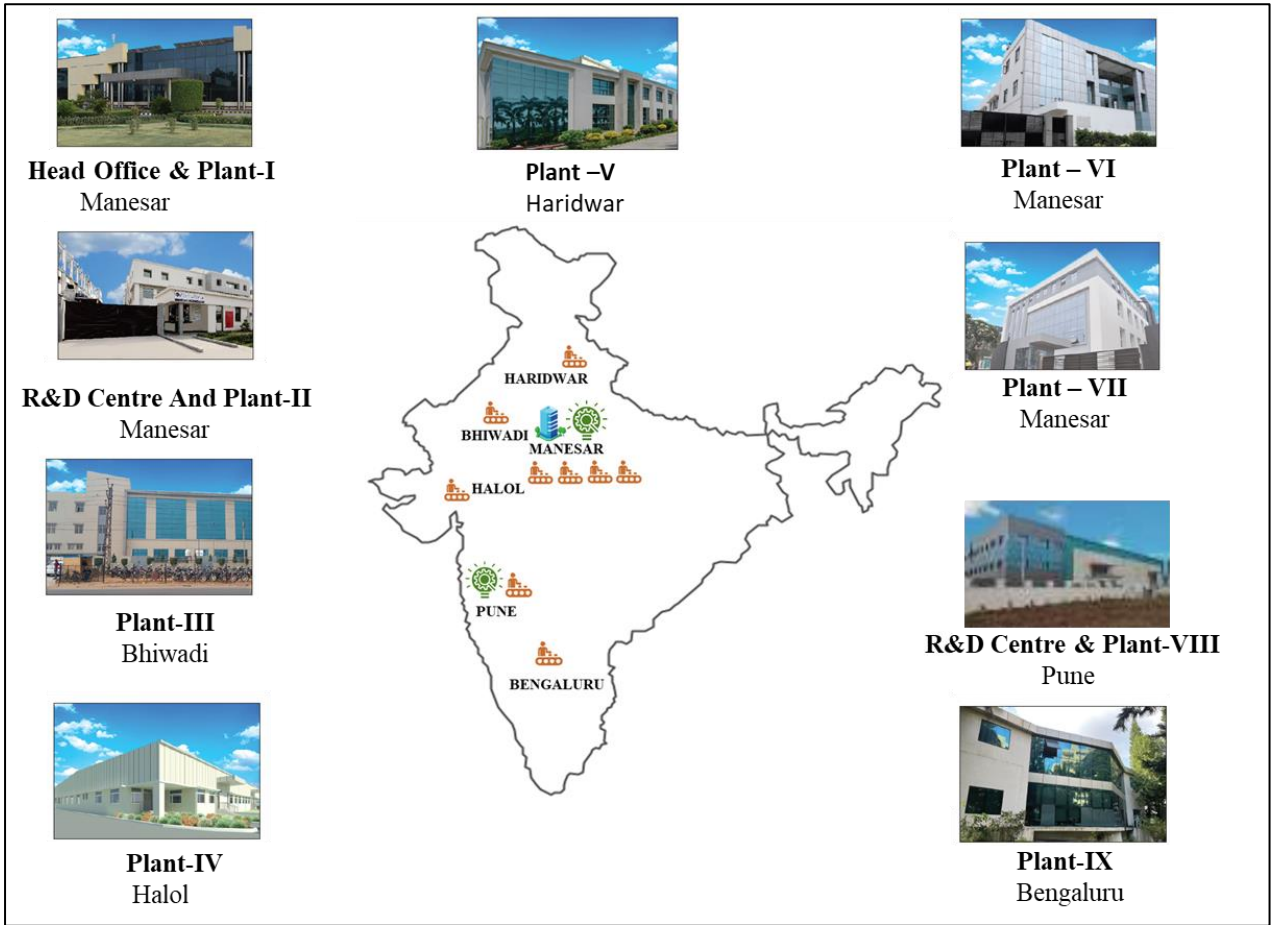 Head Office & Plant-I
Manesar
Plant –V
Haridwar
Plant – VI
Manesar
R&D Centre And Plant-II
Manesar
Plant – VII
Manesar
HARIDWAR
BHIWADI
MANESAR
HALOL
PUNE
BENGALURU
Plant-III
Bhiwadi
R&D Centre & Plant-VIII
Pune
Plant-IV
Halol
Plant-IX
Bengaluru